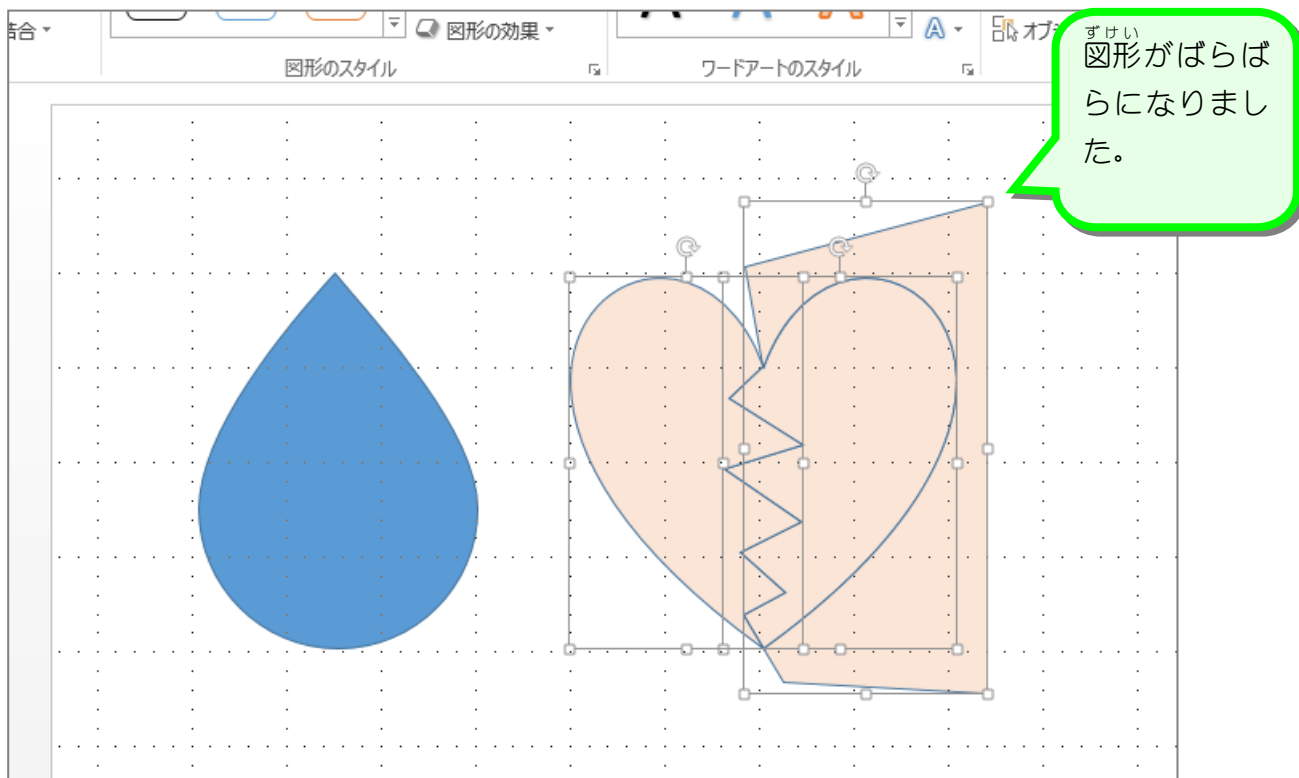 結合
図形の効果
図形のスタイル
ワードアートのスタイル
ずけい
図形がばらば
らになりまし
た。